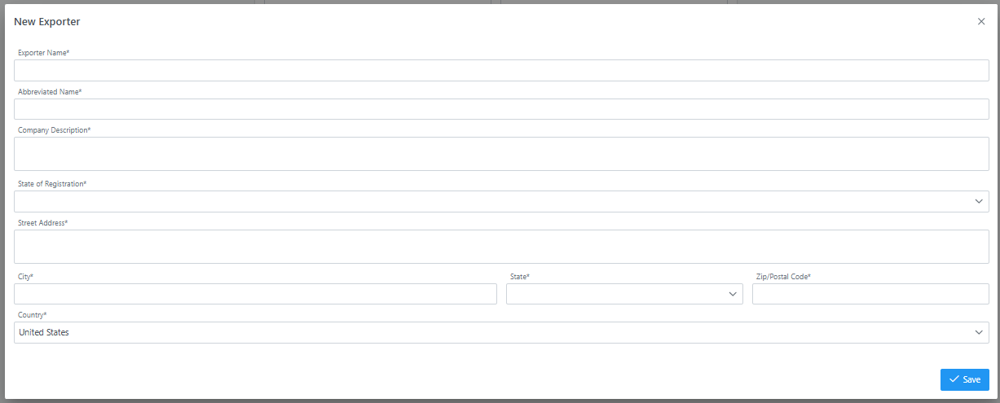 New Exporter
Exporter Name*
Abbreviated Name*
Company Description*
State of Registration*
Street Address*
City* State* Zip/Postal Code*
Country*
United States
Save